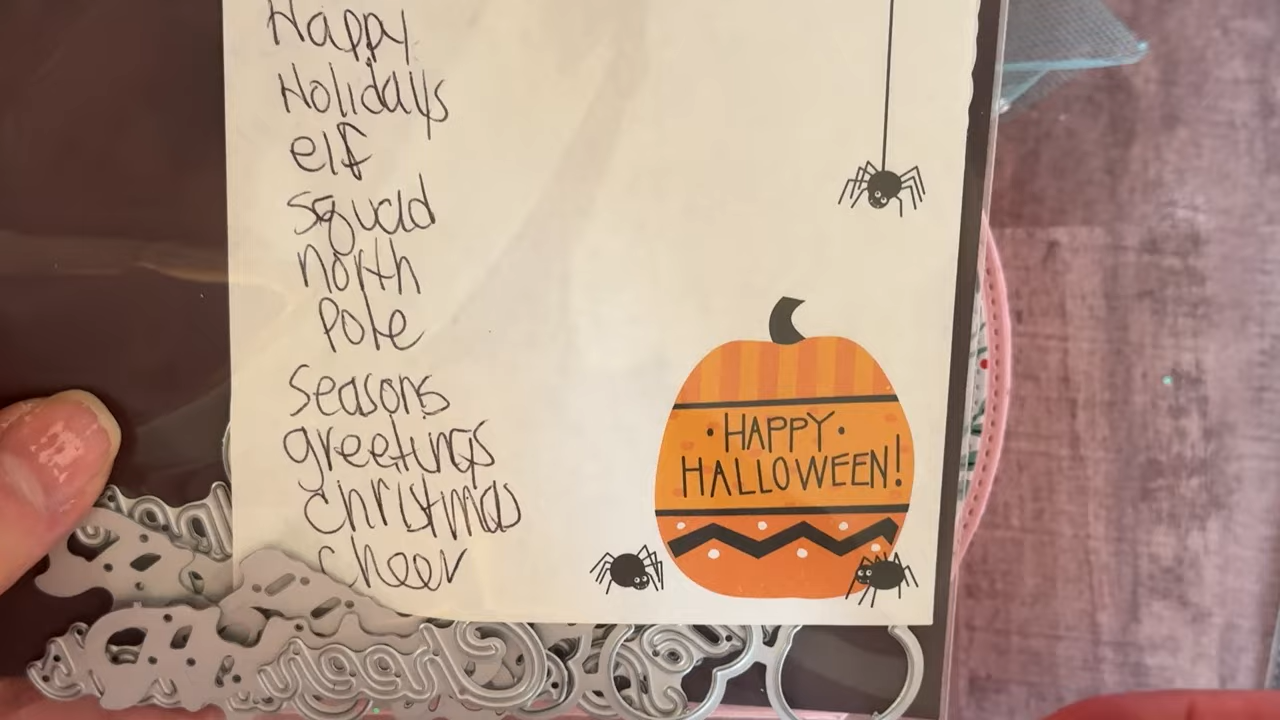 Happy
Holidays
elf
squad
north
Pole
Seasons
greetings
christmas
cheer
• HAPPY •
HALLOWEEN!